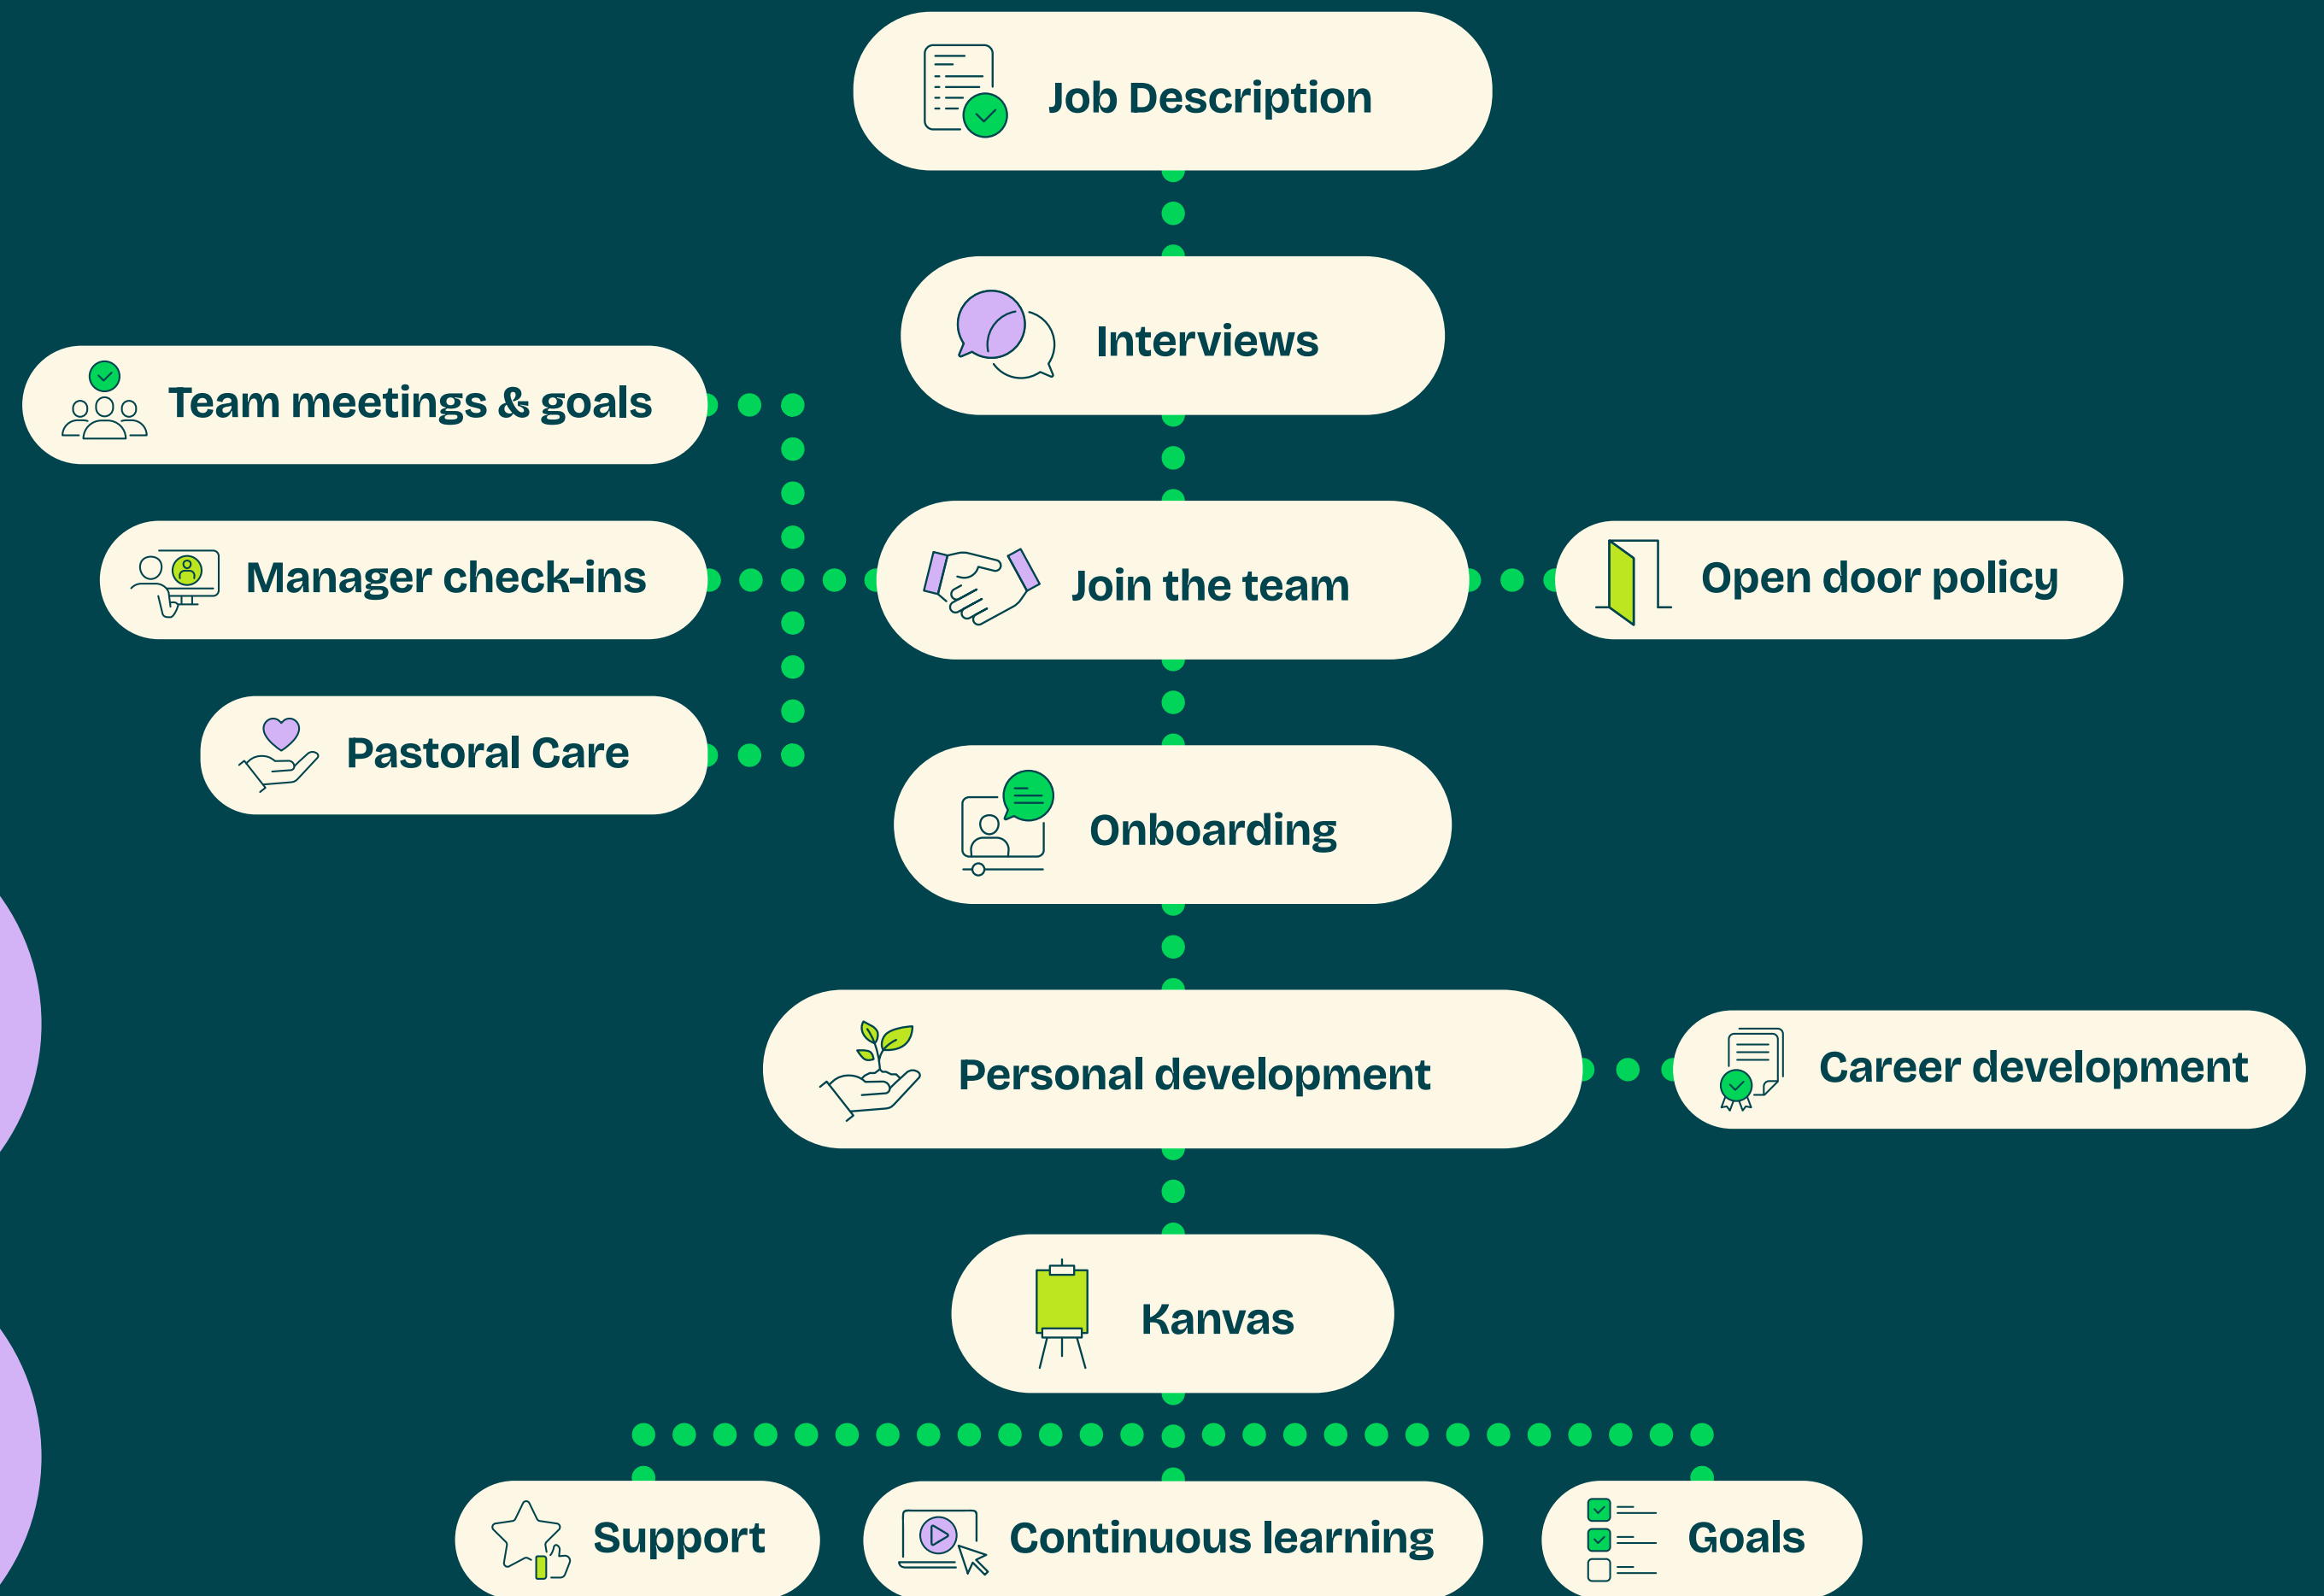 Job Description
Interviews
Team meetings & goals
Manager check-ins
Join the team
Open door policy
Pastoral Care
Onboarding
Personal development
Career development
Kanvas
Support
Continuous learning
Goals